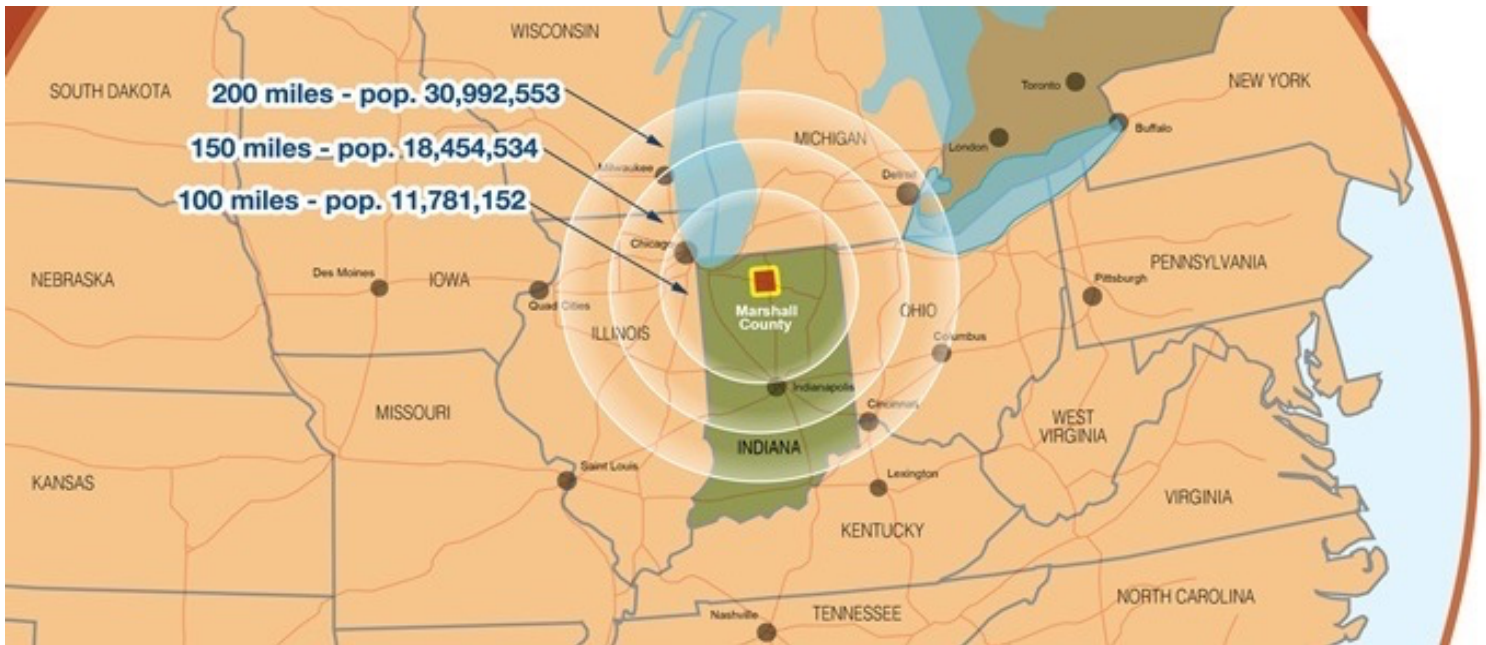 WISCONSIN
SOUTH DAKOTA
200 miles - pop. 30,992,553
Toronto
NEW YORK
Buffalo
150 miles - pop. 18,454,534
MICHIGAN
London
Milwaukee
Detroit
100 miles - pop. 11,781,152
Chicago
NEBRASKA
Des Moines
IOWA
Quad Cities
PENNSYLVANIA
Pittsburgh
Marshall
County
OHIO
ILLINOIS
Columbus
Indianapolis
MISSOURI
Cincinnati
WEST
VIRGINIA
INDIANA
Saint Louis
Lexington
KANSAS
VIRGINIA
KENTUCKY
NORTH CAROLINA
Nashville
TENNESSEE